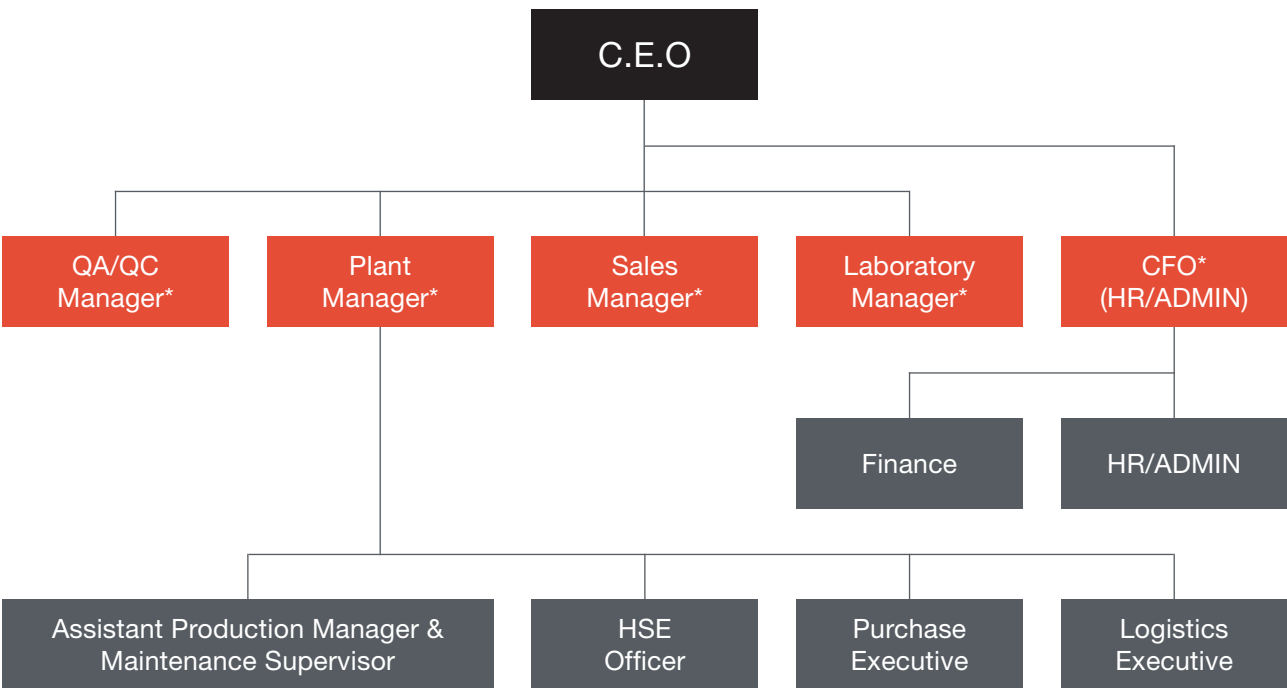 C.E.O
QA/QC
Manager*
Plant
Manager*
Sales
Manager*
Laboratory
Manager*
CFO*
(HR/ADMIN)
Finance
HR/ADMIN
Assistant Production Manager &
Maintenance Supervisor
HSE
Officer
Purchase
Executive
Logistics
Executive